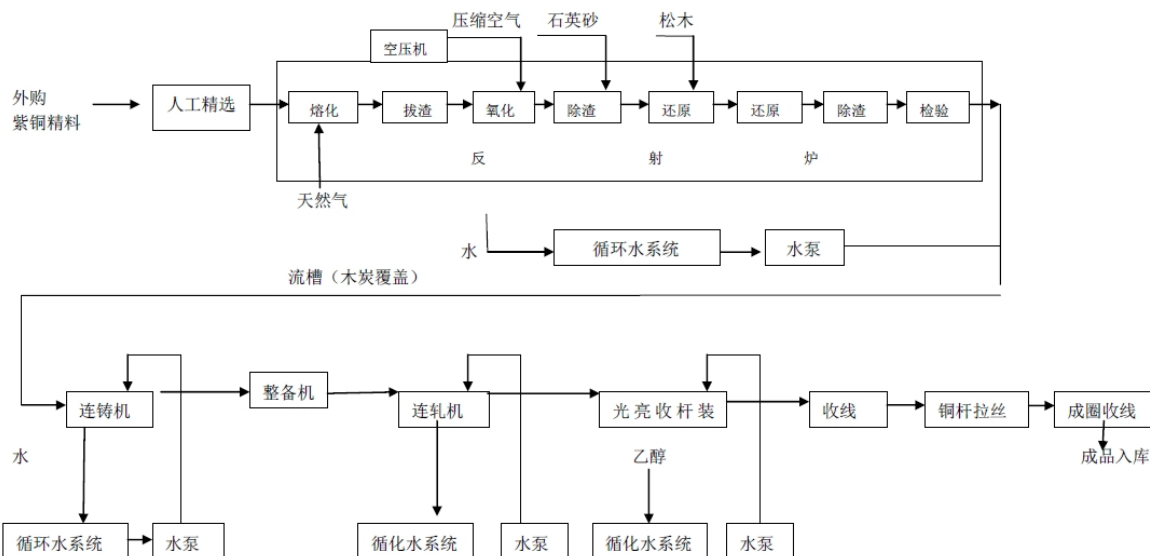 压缩空气
石英砂
松木
空压机
外购
紫铜精料
人工精选
熔化
拔渣
氧化
除渣
还原
还原
除渣
检验
反 射 炉
天然气
水
循环水系统
水泵
流槽（木炭覆盖）
连铸机
整备机
连轧机
光亮收杆装
收线
铜杆拉丝
成圈收线
水
乙醇
成品入库
循环水系统
水泵
循化水系统
水泵
循化水系统
水泵